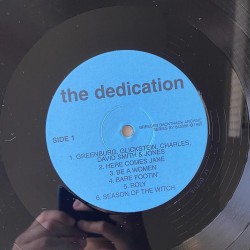 the dedication
SIDE 1
1. GREENBURG, GLICKSTEIN, CHARLES,
DAVID SMITH & JONES
2. HERE COMES JANE
3. BE A WOMEN
4. BARE FOOTIN'
5. ROLY
6. SEASON OF THE WITCH